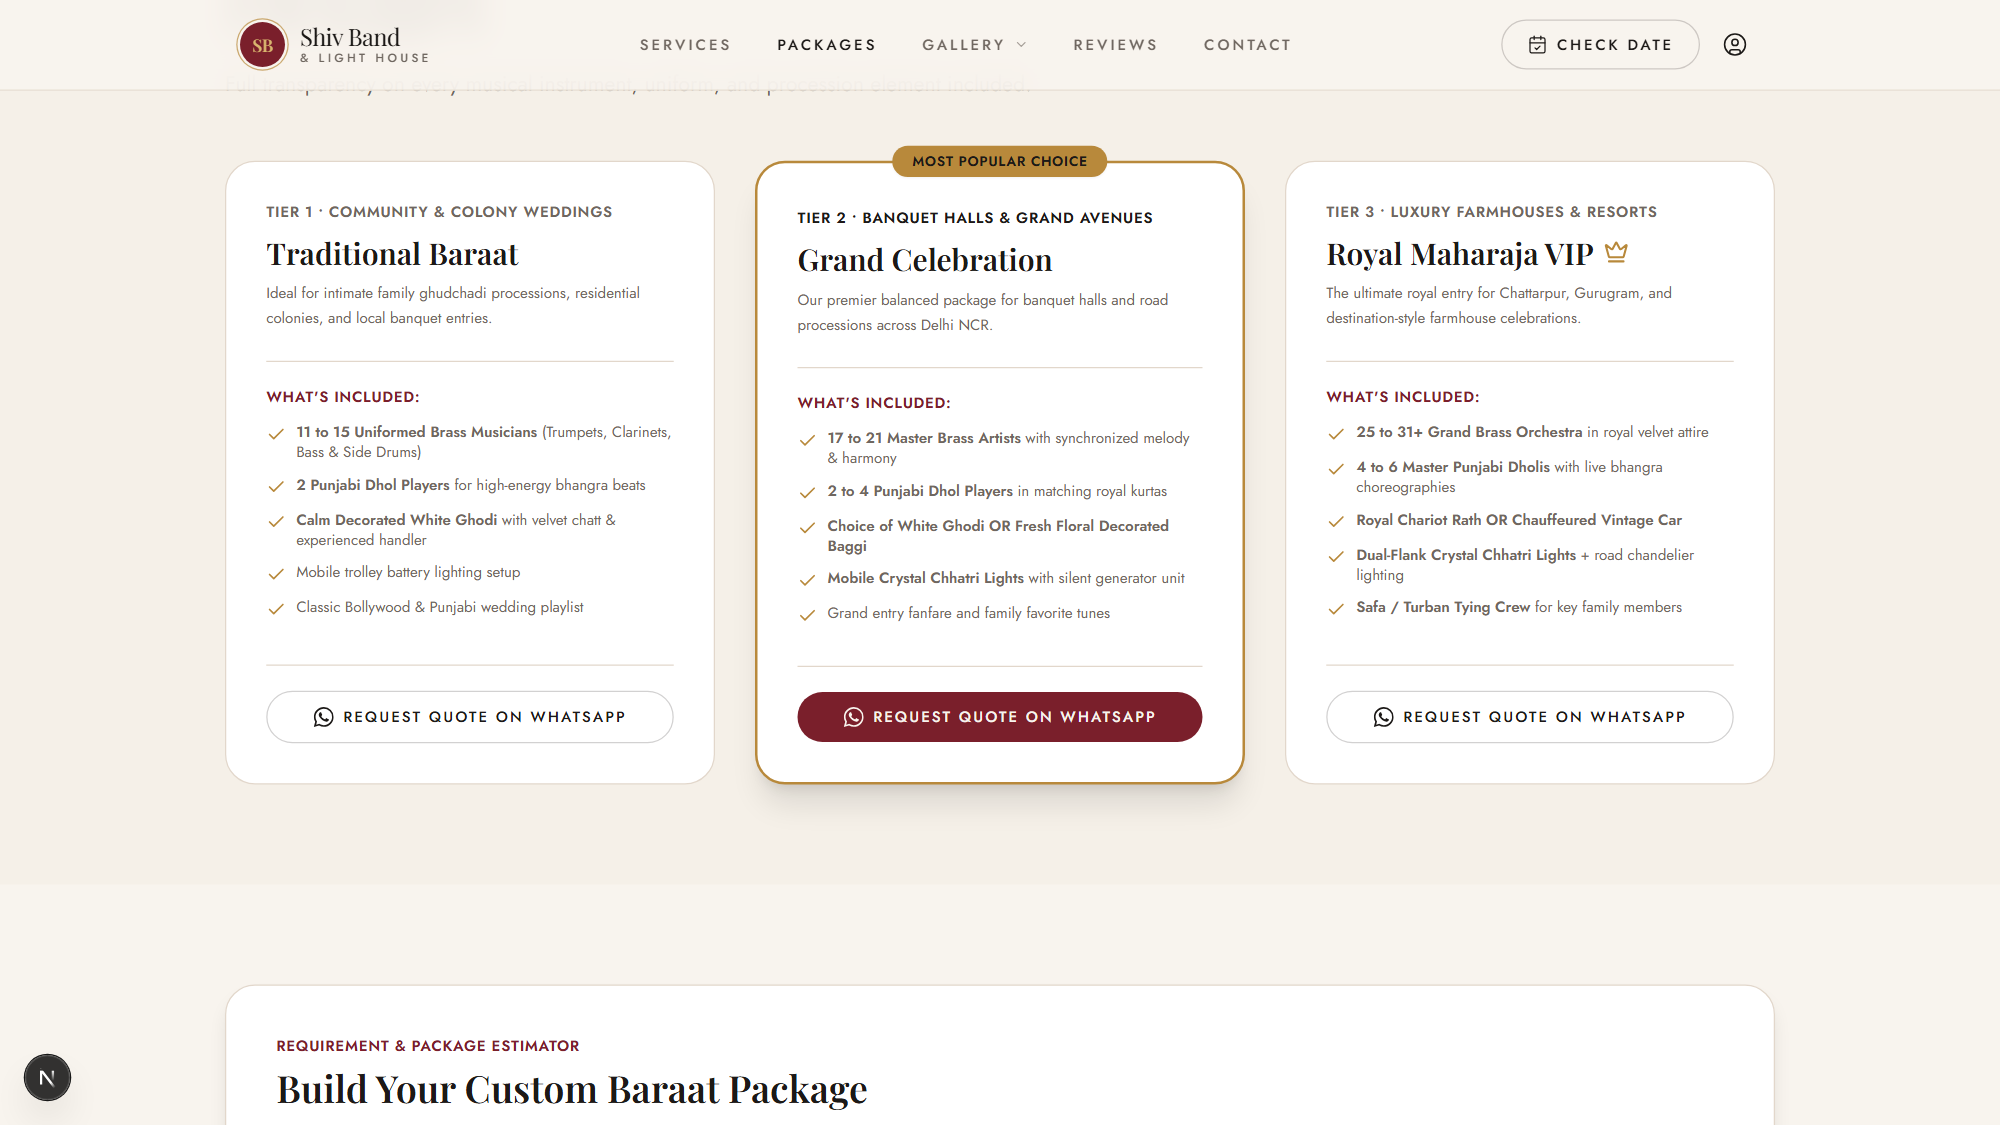 SB
Shiv Band
& LIGHT HOUSE
SERVICES
PACKAGES
GALLERY
REVIEWS
CONTACT
CHECK DATE
Full transparency on every musical instrument, uniform, and procession element included.
TIER 1 · COMMUNITY & COLONY WEDDINGS
Traditional Baraat
Ideal for intimate family ghudchadi processions, residential
colonies, and local banquet entries.
WHAT'S INCLUDED:
11 to 15 Uniformed Brass Musicians (Trumpets, Clarinets,
Bass & Side Drums)
2 Punjabi Dhol Players for high-energy bhangra beats
Calm Decorated White Ghodi with velvet chatt &
experienced handler
Mobile trolley battery lighting setup
Classic Bollywood & Punjabi wedding playlist
REQUEST QUOTE ON WHATSAPP
MOST POPULAR CHOICE
TIER 2 · BANQUET HALLS & GRAND AVENUES
Grand Celebration
Our premier balanced package for banquet halls and road
processions across Delhi NCR.
WHAT'S INCLUDED:
17 to 21 Master Brass Artists with synchronized melody
& harmony
2 to 4 Punjabi Dhol Players in matching royal kurtas
Choice of White Ghodi OR Fresh Floral Decorated
Baggi
Mobile Crystal Chhatri Lights with silent generator unit
Grand entry fanfare and family favorite tunes
REQUEST QUOTE ON WHATSAPP
TIER 3 · LUXURY FARMHOUSES & RESORTS
Royal Maharaja VIP
The ultimate royal entry for Chattarpur, Gurugram, and
destination-style farmhouse celebrations.
WHAT'S INCLUDED:
25 to 31+ Grand Brass Orchestra in royal velvet attire
4 to 6 Master Punjabi Dholis with live bhangra
choreographies
Royal Chariot Rath OR Chauffeured Vintage Car
Dual-Flank Crystal Chhatri Lights + road chandelier
lighting
Safa / Turban Tying Crew for key family members
REQUEST QUOTE ON WHATSAPP
REQUIREMENT & PACKAGE ESTIMATOR
Build Your Custom Baraat Package
N